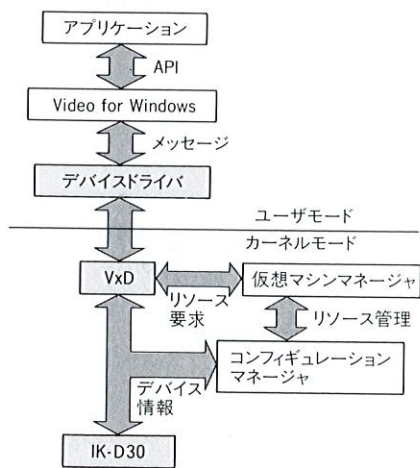 アプリケーション
API
Video for Windows
メッセージ
デバイスドライバ
ユーザモード
カーネルモード
VxD
リソース
要求
仮想マシンマネージャ
リソース管理
コンフィギュレーション
マネージャ
デバイス
情報
IK-D30